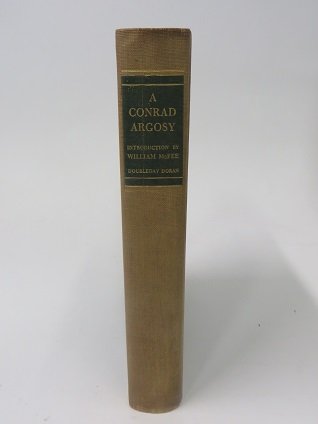 A
CONRAD
ARGOSY
INTRODUCTION BY
WILLIAM McFEE
DOUBLEDAY DORAN